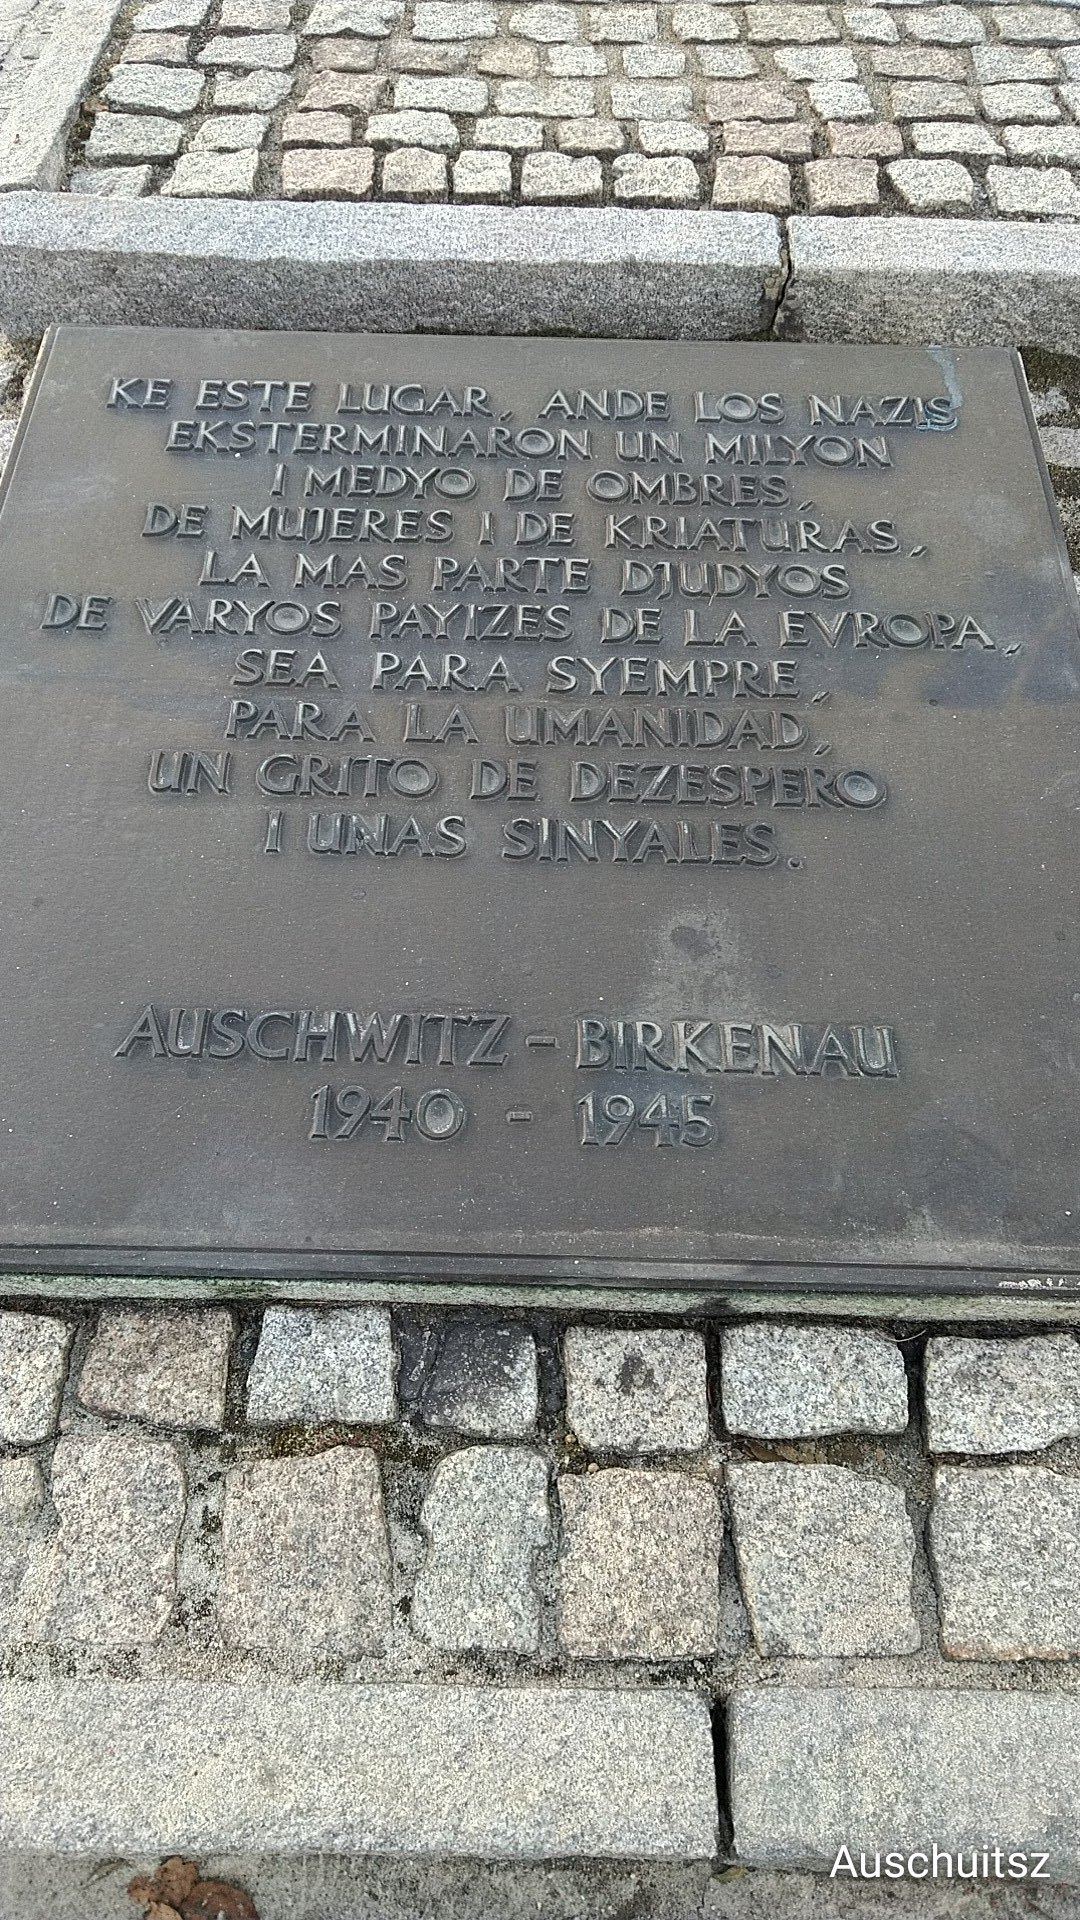 KE ESTE LUGAR, ANDE LOS NAZIS
EKSTERMINARON UN MILYON
I MEDYO DE OMBRES,
DE MUJERES I DE KRIATURAS,
LA MAS PARTE DJUDYOS
DE VARYOS PAYIZES DE LA EVROPA,
SEA PARA SYEMPRE,
PARA LA UMANIDAD,
UN GRITO DE DEZESPERO
I UNAS SINYALES.
AUSCHWITZ - BIRKENAU
1940 - 1945
Auschuitsz